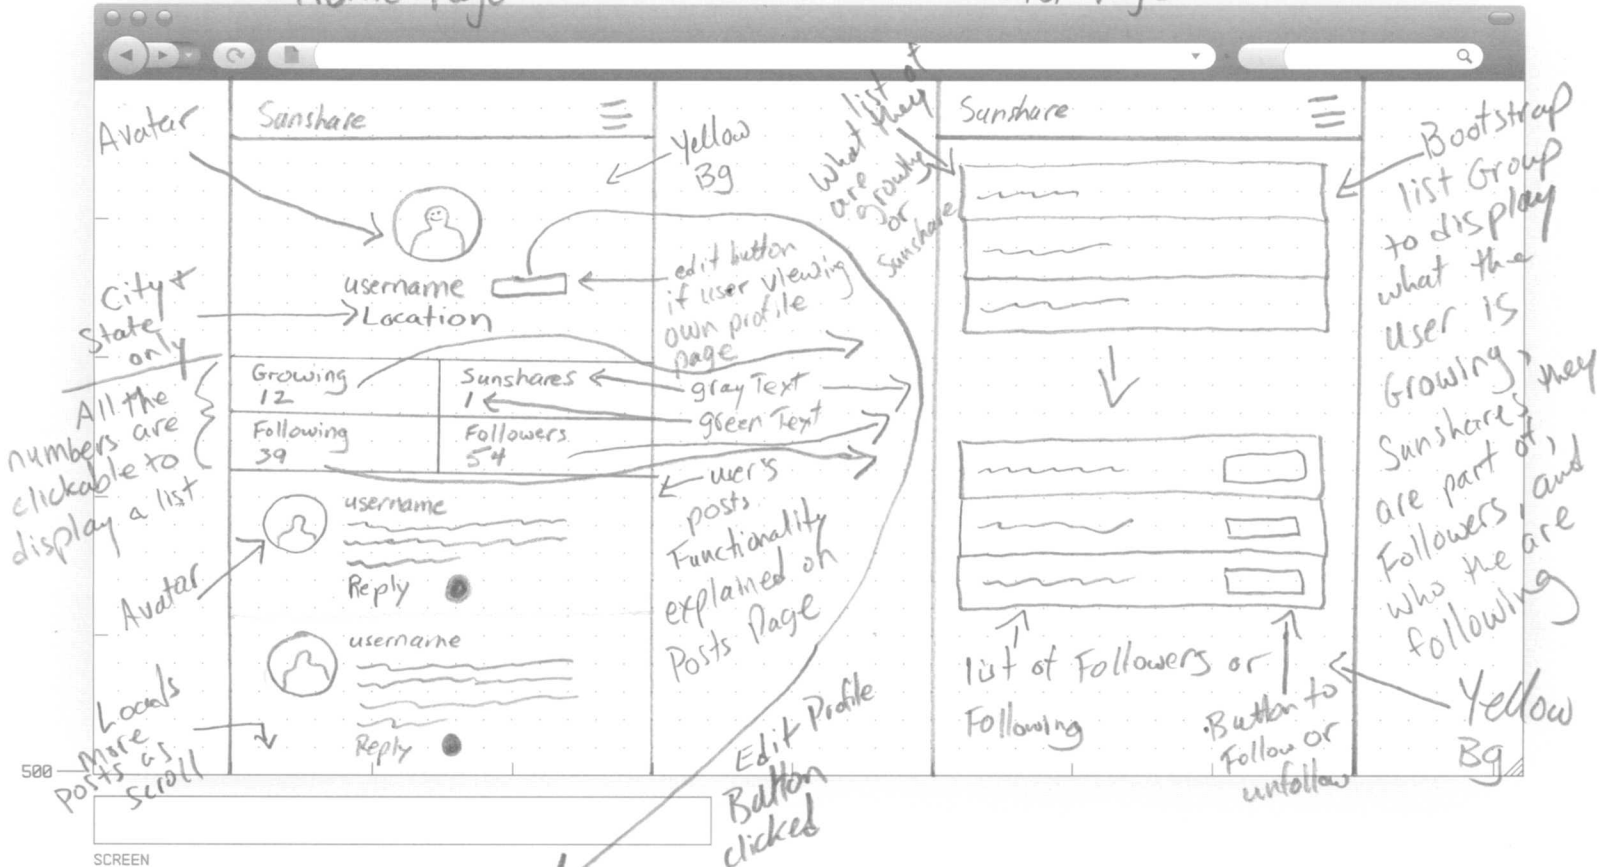 Home Page
Page
Avatar
Sunshare
Yellow
Bg
list of
what they
are
growing
or
Sunshare
Sunshare
Bootstrap
list Group
to display
what the
user is
Growing, they
Sunshares
are part of,
Followers, and
who the are
following
City +
State
only
username
Location
edit button
if user viewing
own profile
page
All the
numbers are
clickable to
display a list
Growing
12
Sunshares
1
Following
39
Followers
54
gray Text
green Text
user's
posts
Functionality
explained on
Posts Page
Avatar
username
Reply
username
Reply
Loads
more
posts as
scroll
list of Followers or
Following
Button to
Follow or
unfollow
Yellow
Bg
Edit Profile
Button
clicked
500
SCREEN